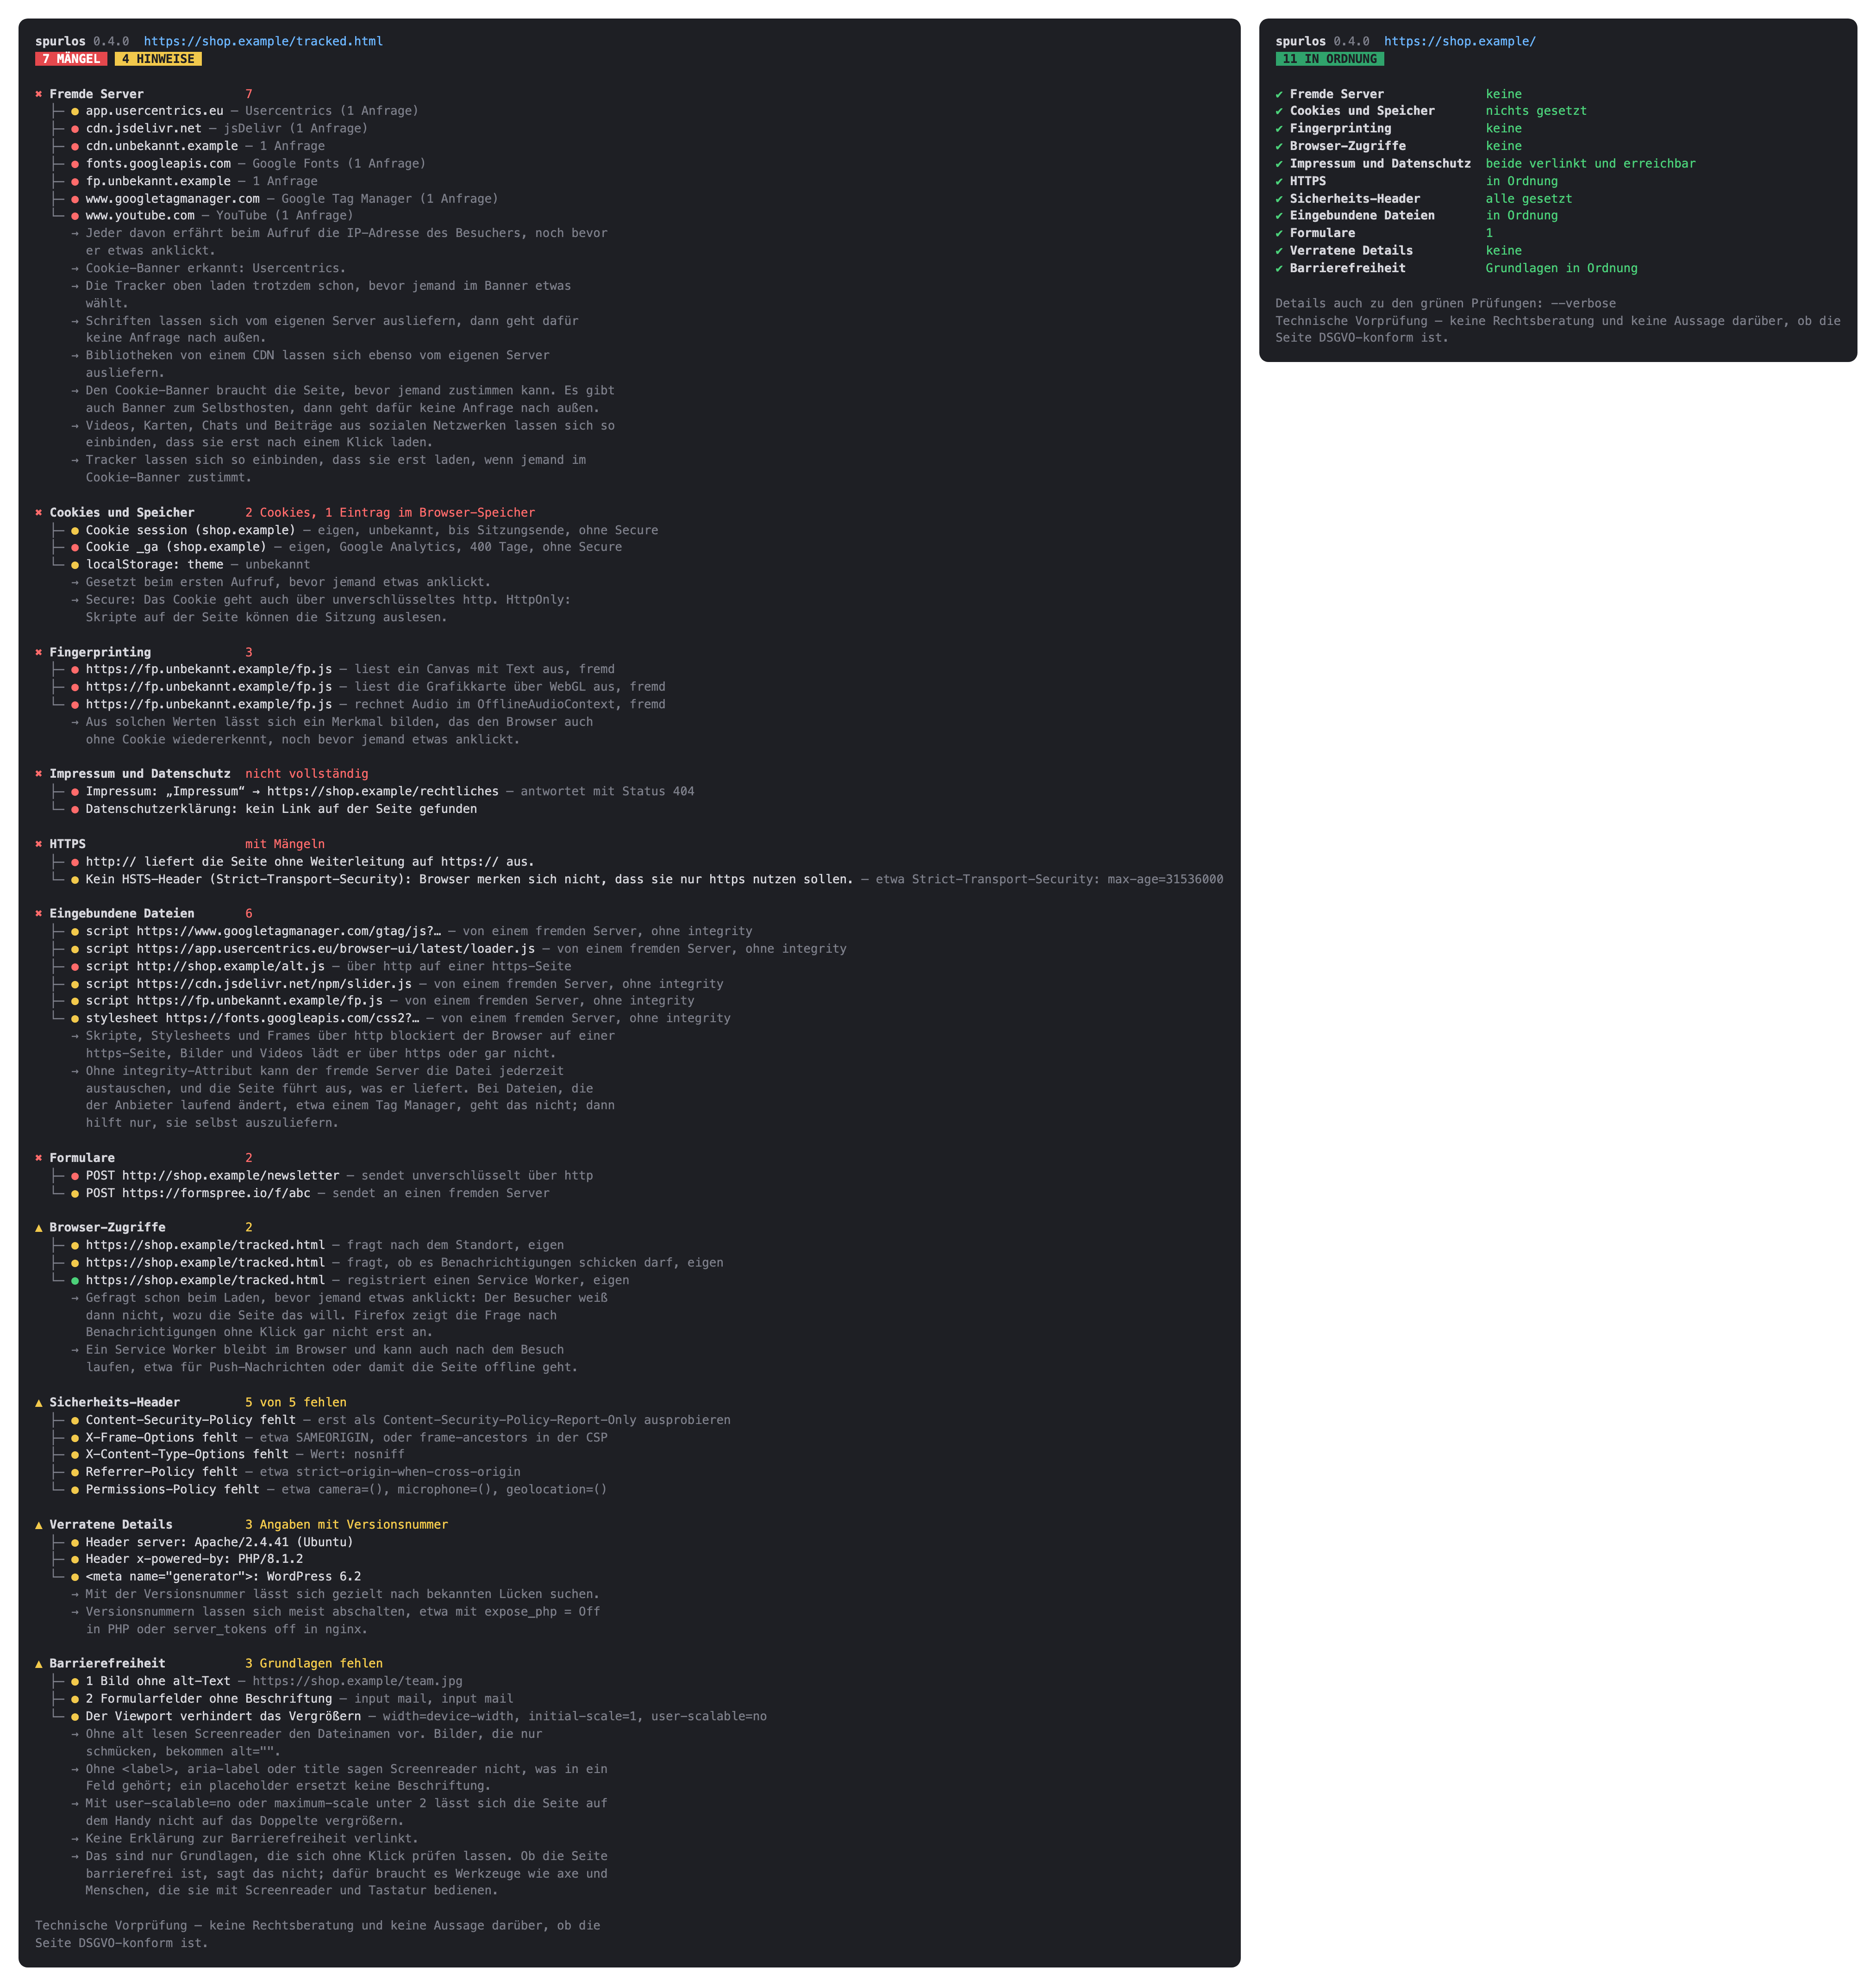 spurlos 0.4.0  https://shop.example/tracked.html
7 MÄNGEL  4 HINWEISE
✖ Fremde Server  7
├─ ● app.usercentrics.eu — Usercentrics (1 Anfrage)
├─ ● cdn.jsdelivr.net — jsDelivr (1 Anfrage)
├─ ● cdn.unbekannt.example — 1 Anfrage
├─ ● fonts.googleapis.com — Google Fonts (1 Anfrage)
├─ ● fp.unbekannt.example — 1 Anfrage
├─ ● www.googletagmanager.com — Google Tag Manager (1 Anfrage)
└─ ● www.youtube.com — YouTube (1 Anfrage)
→ Jeder davon erfährt beim Aufruf die IP-Adresse des Besuchers, noch bevor
er etwas anklickt.
→ Cookie-Banner erkannt: Usercentrics.
→ Die Tracker oben laden trotzdem schon, bevor jemand im Banner etwas
wählt.
→ Schriften lassen sich vom eigenen Server ausliefern, dann geht dafür
keine Anfrage nach außen.
→ Bibliotheken von einem CDN lassen sich ebenso vom eigenen Server
ausliefern.
→ Den Cookie-Banner braucht die Seite, bevor jemand zustimmen kann. Es gibt
auch Banner zum Selbsthosten, dann geht dafür keine Anfrage nach außen.
→ Videos, Karten, Chats und Beiträge aus sozialen Netzwerken lassen sich so
einbinden, dass sie erst nach einem Klick laden.
→ Tracker lassen sich so einbinden, dass sie erst laden, wenn jemand im
Cookie-Banner zustimmt.
✖ Cookies und Speicher  2 Cookies, 1 Eintrag im Browser-Speicher
├─ ● Cookie session (shop.example) — eigen, unbekannt, bis Sitzungsende, ohne Secure
├─ ● Cookie _ga (shop.example) — eigen, Google Analytics, 400 Tage, ohne Secure
└─ ● localStorage: theme — unbekannt
→ Gesetzt beim ersten Aufruf, bevor jemand etwas anklickt.
→ Secure: Das Cookie geht auch über unverschlüsseltes http. HttpOnly:
Skripte auf der Seite können die Sitzung auslesen.
✖ Fingerprinting  3
├─ ● https://fp.unbekannt.example/fp.js — liest ein Canvas mit Text aus, fremd
├─ ● https://fp.unbekannt.example/fp.js — liest die Grafikkarte über WebGL aus, fremd
└─ ● https://fp.unbekannt.example/fp.js — rechnet Audio im OfflineAudioContext, fremd
→ Aus solchen Werten lässt sich ein Merkmal bilden, das den Browser auch
ohne Cookie wiedererkennt, noch bevor jemand etwas anklickt.
✖ Impressum und Datenschutz  nicht vollständig
├─ ● Impressum: „Impressum“ → https://shop.example/rechtliches — antwortet mit Status 404
└─ ● Datenschutzerklärung: kein Link auf der Seite gefunden
✖ HTTPS  mit Mängeln
├─ ● http:// liefert die Seite ohne Weiterleitung auf https:// aus.
└─ ● Kein HSTS-Header (Strict-Transport-Security): Browser merken sich nicht, dass sie nur https nutzen sollen. — etwa Strict-Transport-Security: max-age=31536000
✖ Eingebundene Dateien  6
├─ ● script https://www.googletagmanager.com/gtag/js?… — von einem fremden Server, ohne integrity
├─ ● script https://app.usercentrics.eu/browser-ui/latest/loader.js — von einem fremden Server, ohne integrity
├─ ● script http://shop.example/alt.js — über http auf einer https-Seite
├─ ● script https://cdn.jsdelivr.net/npm/slider.js — von einem fremden Server, ohne integrity
├─ ● script https://fp.unbekannt.example/fp.js — von einem fremden Server, ohne integrity
└─ ● stylesheet https://fonts.googleapis.com/css2?… — von einem fremden Server, ohne integrity
→ Skripte, Stylesheets und Frames über http blockiert der Browser auf einer
https-Seite, Bilder und Videos lädt er über https oder gar nicht.
→ Ohne integrity-Attribut kann der fremde Server die Datei jederzeit
austauschen, und die Seite führt aus, was er liefert. Bei Dateien, die
der Anbieter laufend ändert, etwa einem Tag Manager, geht das nicht; dann
hilft nur, sie selbst auszuliefern.
✖ Formulare  2
├─ ● POST http://shop.example/newsletter — sendet unverschlüsselt über http
└─ ● POST https://formspree.io/f/abc — sendet an einen fremden Server
▲ Browser-Zugriffe  2
├─ ● https://shop.example/tracked.html — fragt nach dem Standort, eigen
├─ ● https://shop.example/tracked.html — fragt, ob es Benachrichtigungen schicken darf, eigen
└─ ● https://shop.example/tracked.html — registriert einen Service Worker, eigen
→ Gefragt schon beim Laden, bevor jemand etwas anklickt: Der Besucher weiß
dann nicht, wozu die Seite das will. Firefox zeigt die Frage nach
Benachrichtigungen ohne Klick gar nicht erst an.
→ Ein Service Worker bleibt im Browser und kann auch nach dem Besuch
laufen, etwa für Push-Nachrichten oder damit die Seite offline geht.
▲ Sicherheits-Header  5 von 5 fehlen
├─ ● Content-Security-Policy fehlt — erst als Content-Security-Policy-Report-Only ausprobieren
├─ ● X-Frame-Options fehlt — etwa SAMEORIGIN, oder frame-ancestors in der CSP
├─ ● X-Content-Type-Options fehlt — Wert: nosniff
├─ ● Referrer-Policy fehlt — etwa strict-origin-when-cross-origin
└─ ● Permissions-Policy fehlt — etwa camera=(), microphone=(), geolocation=()
▲ Verratene Details  3 Angaben mit Versionsnummer
├─ ● Header server: Apache/2.4.41 (Ubuntu)
├─ ● Header x-powered-by: PHP/8.1.2
└─ ● <meta name="generator">: WordPress 6.2
→ Mit der Versionsnummer lässt sich gezielt nach bekannten Lücken suchen.
→ Versionsnummern lassen sich meist abschalten, etwa mit expose_php = Off
in PHP oder server_tokens off in nginx.
▲ Barrierefreiheit  3 Grundlagen fehlen
├─ ● 1 Bild ohne alt-Text — https://shop.example/team.jpg
├─ ● 2 Formularfelder ohne Beschriftung — input mail, input mail
└─ ● Der Viewport verhindert das Vergrößern — width=device-width, initial-scale=1, user-scalable=no
→ Ohne alt lesen Screenreader den Dateinamen vor. Bilder, die nur
schmücken, bekommen alt="".
→ Ohne <label>, aria-label oder title sagen Screenreader nicht, was in ein
Feld gehört; ein placeholder ersetzt keine Beschriftung.
→ Mit user-scalable=no oder maximum-scale unter 2 lässt sich die Seite auf
dem Handy nicht auf das Doppelte vergrößern.
→ Keine Erklärung zur Barrierefreiheit verlinkt.
→ Das sind nur Grundlagen, die sich ohne Klick prüfen lassen. Ob die Seite
barrierefrei ist, sagt das nicht; dafür braucht es Werkzeuge wie axe und
Menschen, die sie mit Screenreader und Tastatur bedienen.
Technische Vorprüfung — keine Rechtsberatung und keine Aussage darüber, ob die
Seite DSGVO-konform ist.
spurlos 0.4.0  https://shop.example/
11 IN ORDNUNG
✔ Fremde Server  keine
✔ Cookies und Speicher  nichts gesetzt
✔ Fingerprinting  keine
✔ Browser-Zugriffe  keine
✔ Impressum und Datenschutz  beide verlinkt und erreichbar
✔ HTTPS  in Ordnung
✔ Sicherheits-Header  alle gesetzt
✔ Eingebundene Dateien  in Ordnung
✔ Formulare  1
✔ Verratene Details  keine
✔ Barrierefreiheit  Grundlagen in Ordnung
Details auch zu den grünen Prüfungen: --verbose
Technische Vorprüfung — keine Rechtsberatung und keine Aussage darüber, ob die
Seite DSGVO-konform ist.